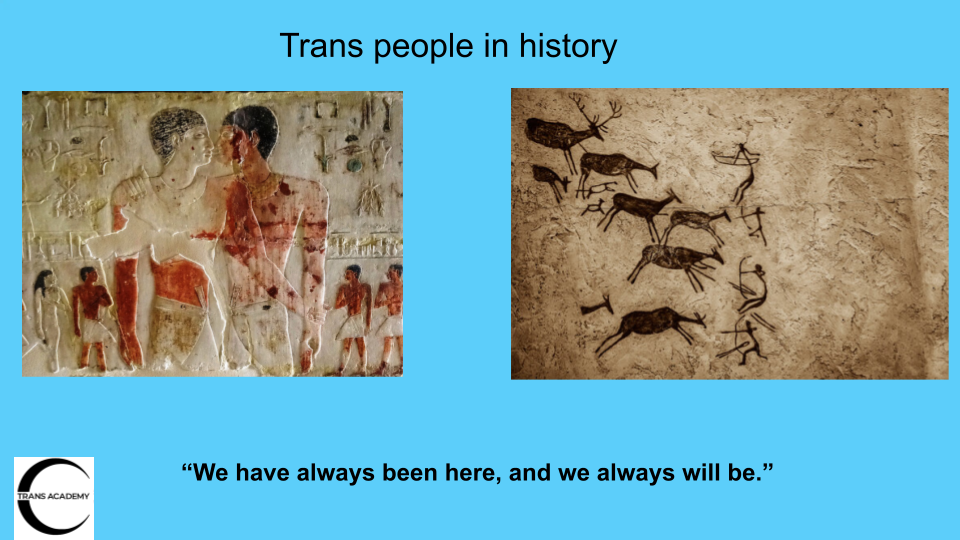 Trans people in history
“We have always been here, and we always will be.”
TRANS ACADEMY